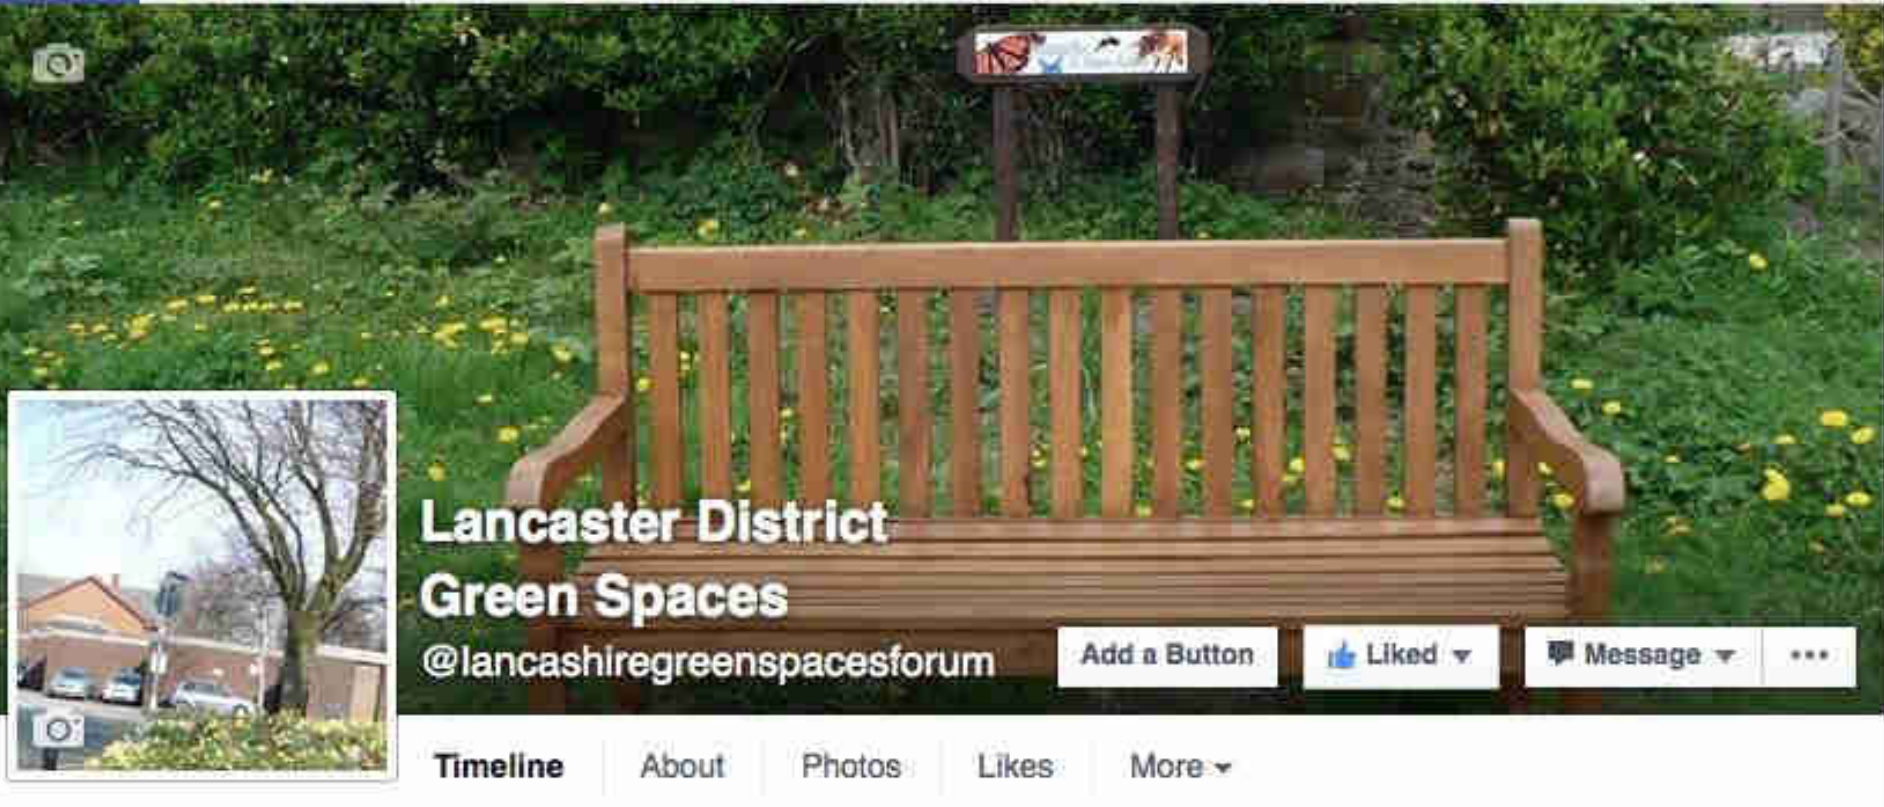 Lancaster District
Green Spaces
@lancashiregreenspacesforum
Add a Button
Liked
Message
Timeline
About
Photos
Likes
More